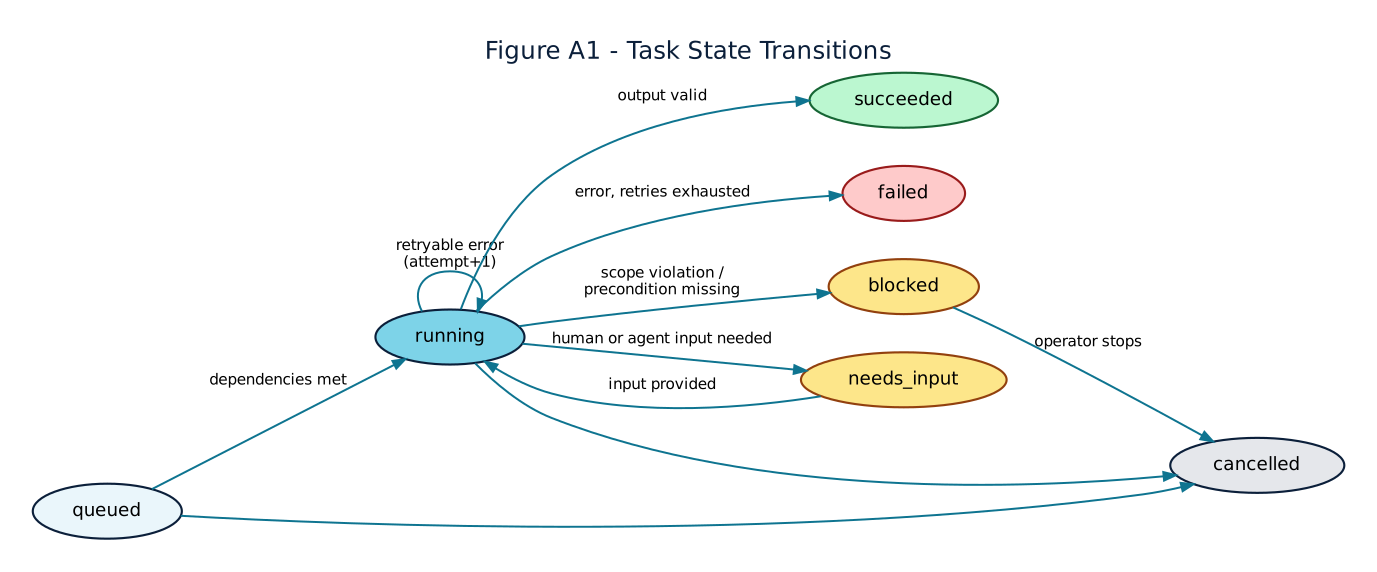 Figure A1 - Task State Transitions
output valid
succeeded
error, retries exhausted
failed
retryable error
(attempt+1)
scope violation /
precondition missing
blocked
running
human or agent input needed
operator stops
dependencies met
input provided
needs_input
cancelled
queued